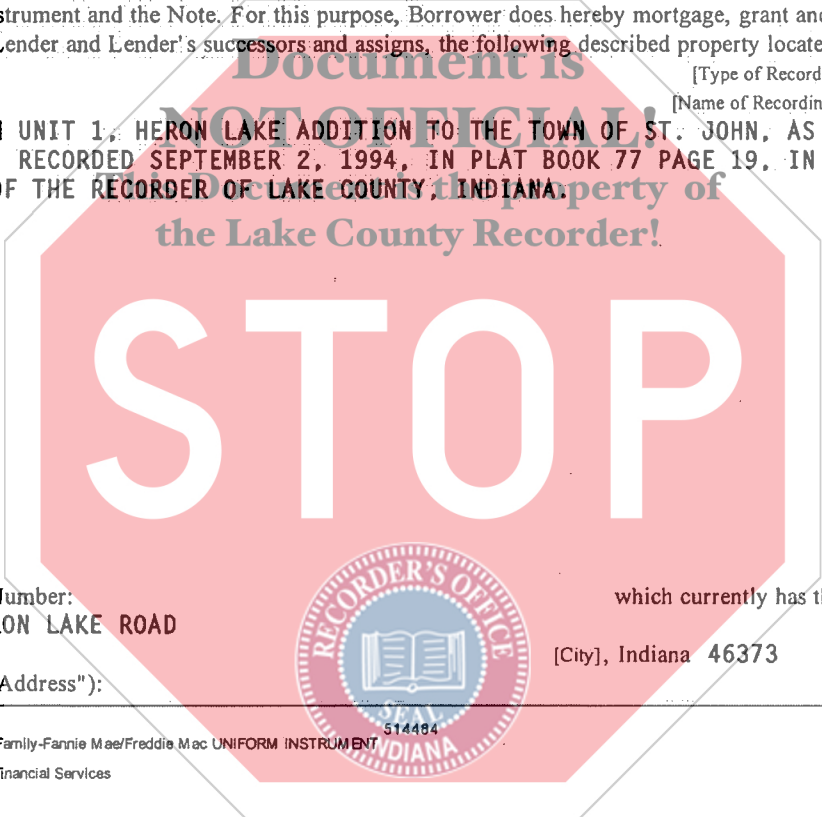 strument and the Note. For this purpose, Borrower does hereby mortgage, grant and
Lender and Lender's successors and assigns, the following described property locate
Document is
[Type of Record
[Name of Recordin
NOT OFFICIAL!
UNIT 1, HERON LAKE ADDITION TO THE TOWN OF ST. JOHN, AS
RECORDED SEPTEMBER 2, 1994, IN PLAT BOOK 77 PAGE 19, IN
This Document is the property of
OF THE RECORDER OF LAKE COUNTY, INDIANA.
the Lake County Recorder!
STOP
Number:
which currently has th
ON LAKE ROAD
[City], Indiana 46373
Address"):
RECORDER'S OFFICE
SEAL
INDIANA
514484
Family-Fannie Mae/Freddie Mac UNIFORM INSTRUMENT
Financial Services